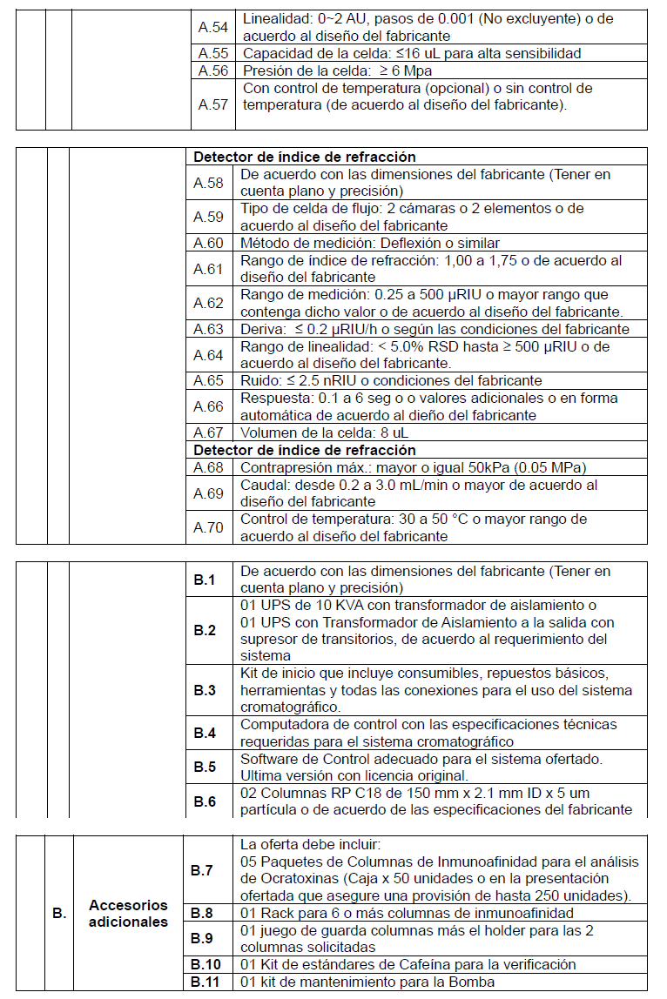 A.54
Linealidad: 0~2 AU, pasos de 0.001 (No excluyente) o de
acuerdo al diseño del fabricante
A.55
Capacidad de la celda: ≤16 uL para alta sensibilidad
A.56
Presión de la celda: ≥ 6 Mpa
A.57
Con control de temperatura (opcional) o sin control de
temperatura (de acuerdo al diseño del fabricante).
Detector de índice de refracción
A.58
De acuerdo con las dimensiones del fabricante (Tener en
cuenta plano y precisión)
A.59
Tipo de celda de flujo: 2 cámaras o 2 elementos o de
acuerdo al diseño del fabricante
A.60
Método de medición: Deflexión o similar
A.61
Rango de índice de refracción: 1,00 a 1,75 o de acuerdo al
diseño del fabricante
A.62
Rango de medición: 0.25 a 500 µRIU o mayor rango que
contenga dicho valor o de acuerdo al diseño del fabricante.
A.63
Deriva: ≤ 0.2 µRIU/h o según las condiciones del fabricante
A.64
Rango de linealidad: < 5.0% RSD hasta ≥ 500 µRIU o de
acuerdo al diseño del fabricante.
A.65
Ruido: ≤ 2.5 nRIU o condiciones del fabricante
A.66
Respuesta: 0.1 a 6 seg o o valores adicionales o en forma
automática de acuerdo al dieño del fabricante
A.67
Volumen de la celda: 8 uL
Detector de índice de refracción
A.68
Contrapresión máx.: mayor o igual 50kPa (0.05 MPa)
A.69
Caudal: desde 0.2 a 3.0 mL/min o mayor de acuerdo al
diseño del fabricante
A.70
Control de temperatura: 30 a 50 °C o mayor rango de
acuerdo al diseño del fabricante
B.1
De acuerdo con las dimensiones del fabricante (Tener en
cuenta plano y precisión)
B.2
01 UPS de 10 KVA con transformador de aislamiento o
01 UPS con Transformador de Aislamiento a la salida con
supresor de transitorios, de acuerdo al requerimiento del
sistema
B.3
Kit de inicio que incluye consumibles, repuestos básicos,
herramientas y todas las conexiones para el uso del sistema
cromatográfico.
B.4
Computadora de control con las especificaciones técnicas
requeridas para el sistema cromatográfico
B.5
Software de Control adecuado para el sistema ofertado.
Ultima versión con licencia original.
B.6
02 Columnas RP C18 de 150 mm x 2.1 mm ID x 5 um
partícula o de acuerdo de las especificaciones del fabricante
B.
Accesorios
adicionales
B.7
La oferta debe incluir:
05 Paquetes de Columnas de Inmunoafinidad para el análisis
de Ocratoxinas (Caja x 50 unidades o en la presentación
ofertada que asegure una provisión de hasta 250 unidades).
B.8
01 Rack para 6 o más columnas de inmunoafinidad
B.9
01 juego de guarda columnas más el holder para las 2
columnas solicitadas
B.10
01 Kit de estándares de Cafeína para la verificación
B.11
01 kit de mantenimiento para la Bomba